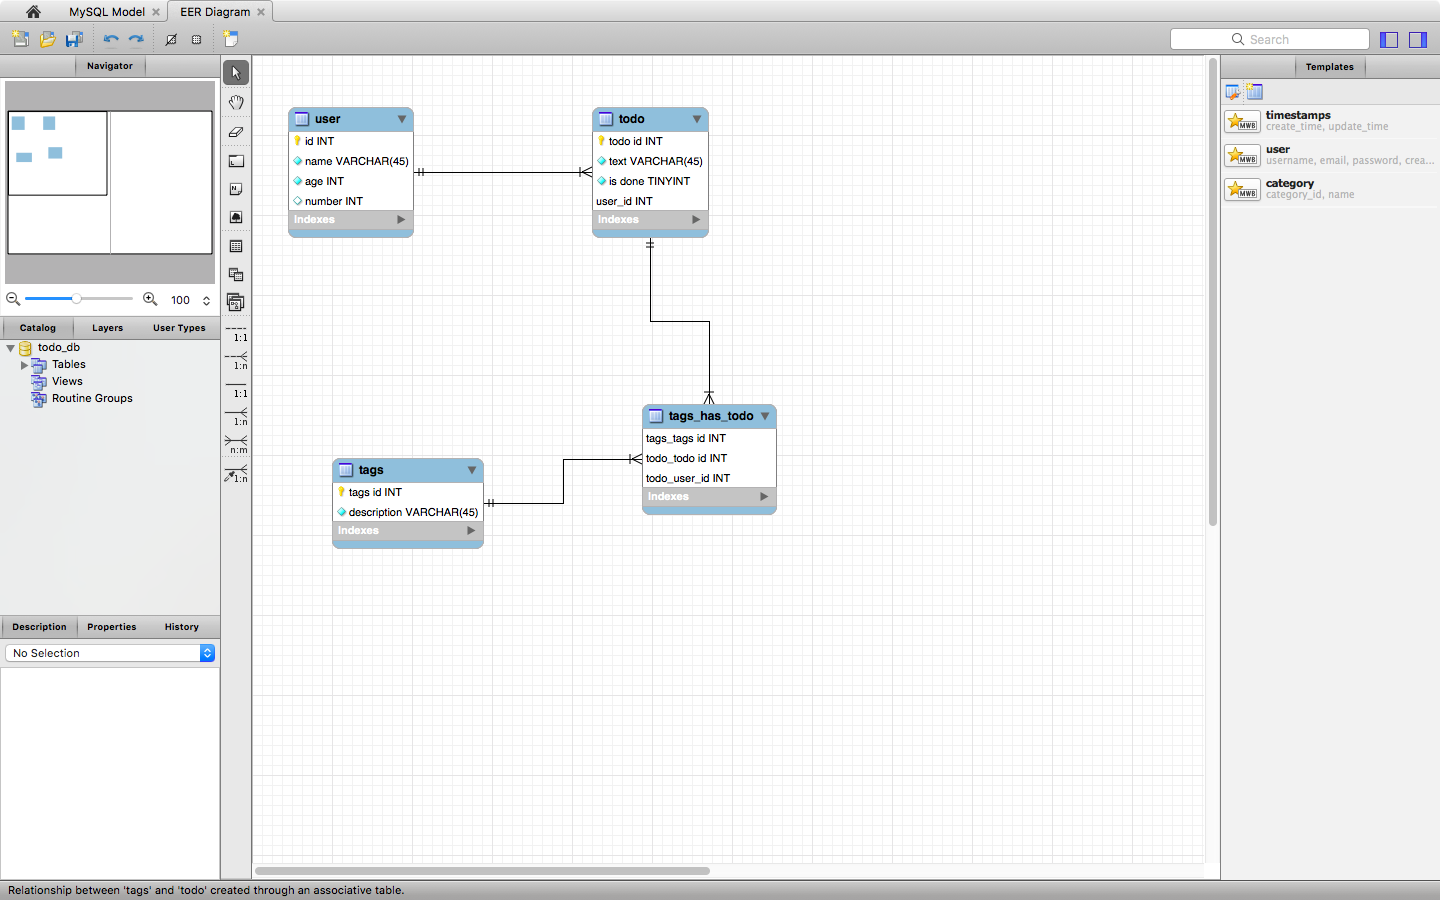 MySQL Model
EER Diagram
Search
Navigator
100
Catalog
Layers
User Types
todo_db
Tables
Views
Routine Groups
Description
Properties
History
No Selection
1:1
1:n
1:1
1:n
n:m
1:n
user
id INT
name VARCHAR(45)
age INT
number INT
Indexes
todo
todo id INT
text VARCHAR(45)
is done TINYINT
user_id INT
Indexes
tags_has_todo
tags_tags id INT
todo_todo id INT
todo_user_id INT
Indexes
tags
tags id INT
description VARCHAR(45)
Indexes
Templates
MWB
timestamps
create_time, update_time
MWB
user
username, email, password, crea...
MWB
category
category_id, name
Relationship between 'tags' and 'todo' created through an associative table.